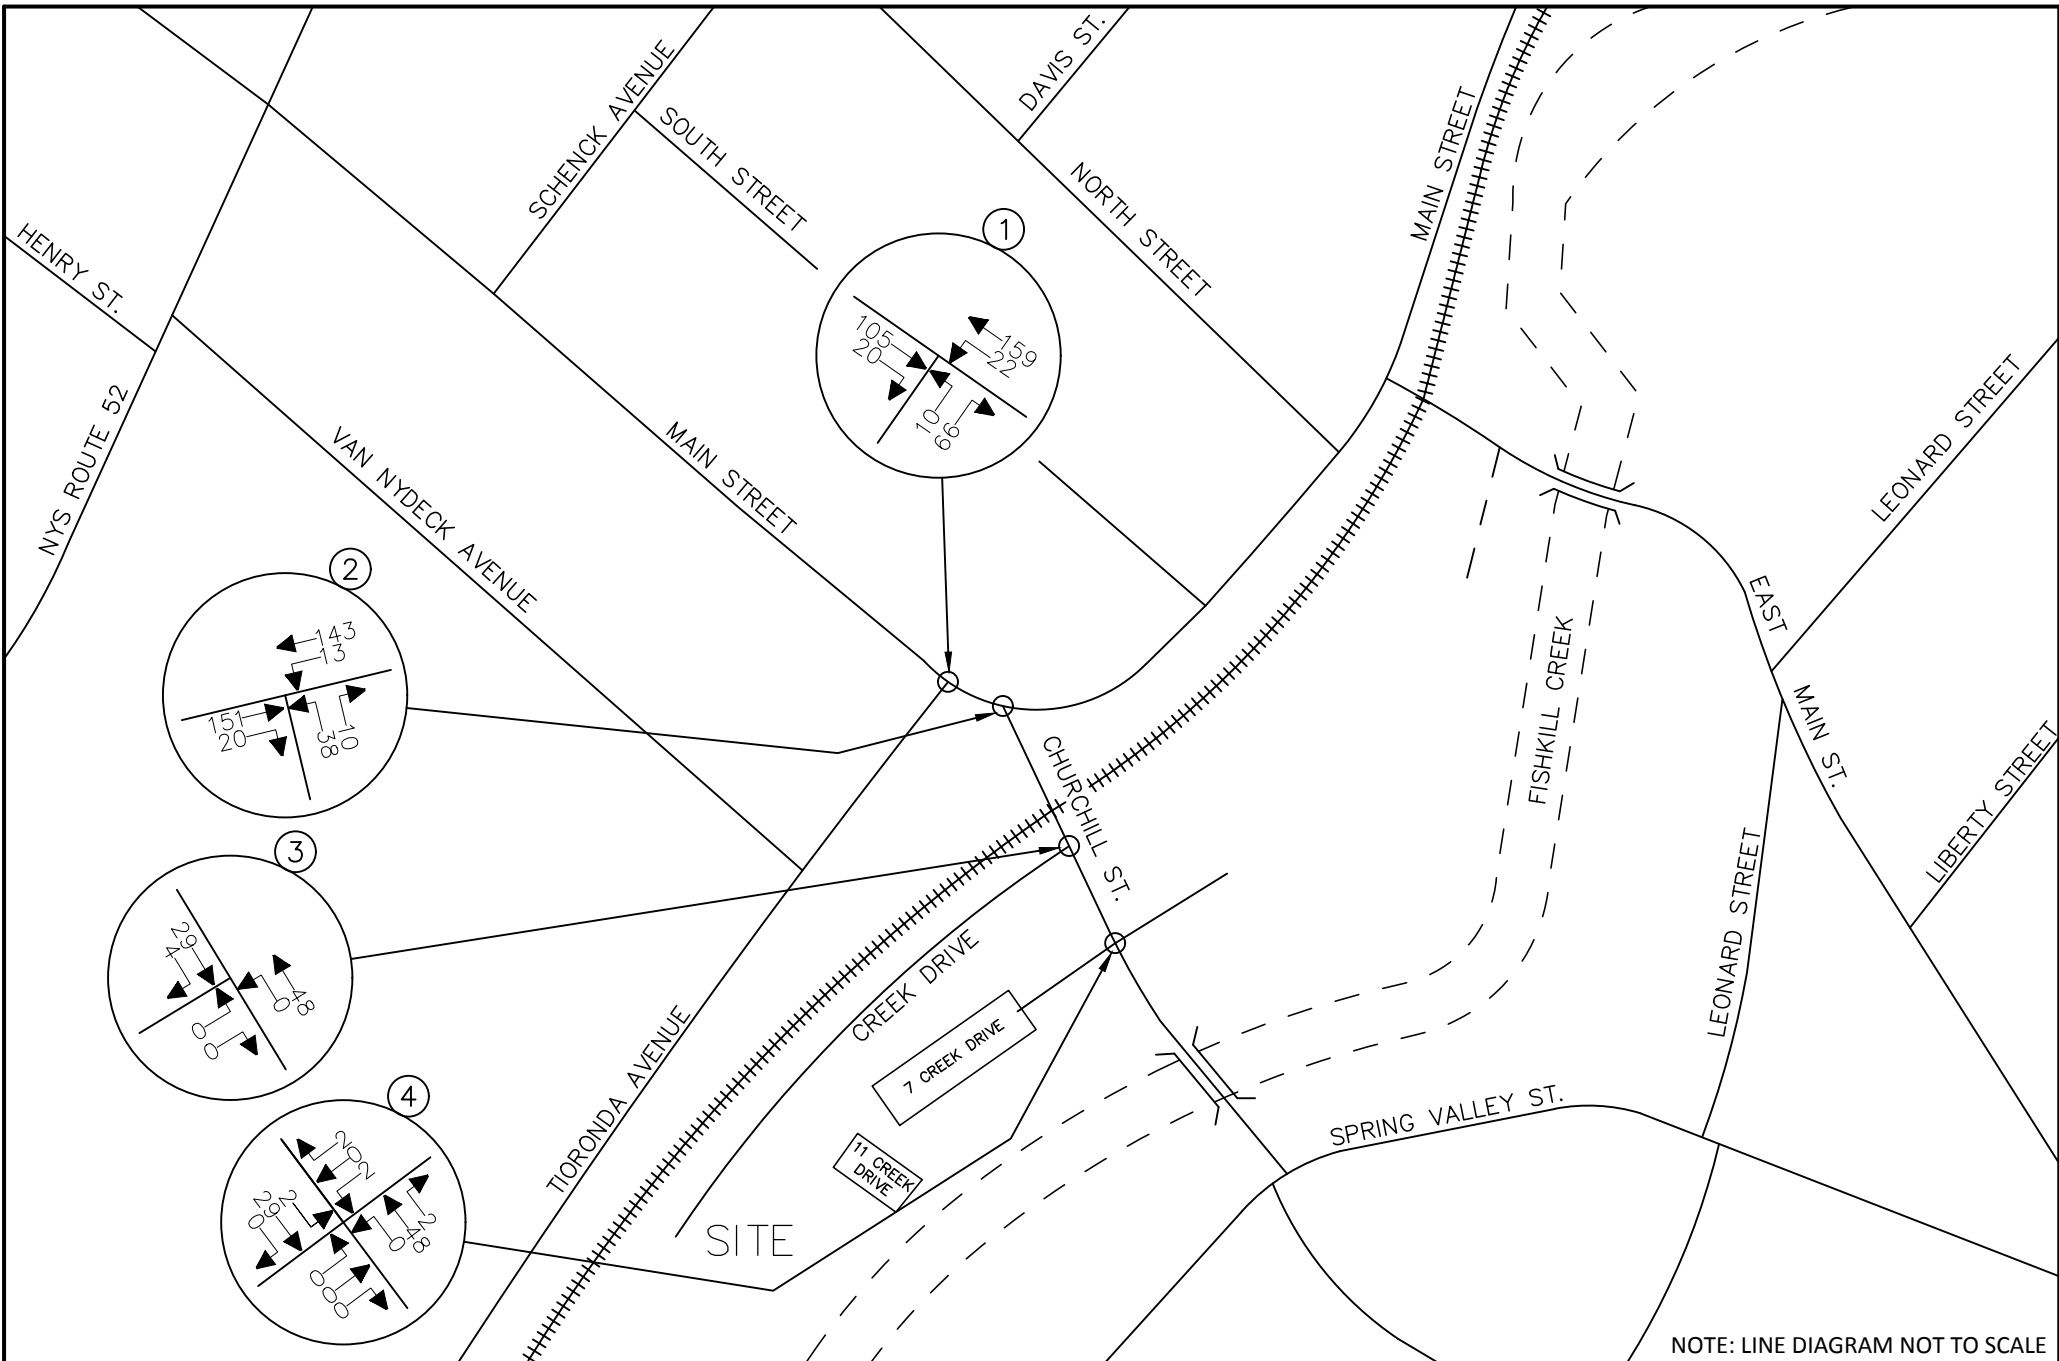 DAVIS ST.
SCHENCK AVENUE
SOUTH STREET
MAIN STREET
NORTH STREET
HENRY ST.
1
105
20
159
22
10
66
NYS ROUTE 52
VAN NYDECK AVENUE
MAIN STREET
LEONARD STREET
2
143
13
151
20
38
10
EAST
MAIN ST.
FISHKILL CREEK
CHURCHILL ST.
LIBERTY STREET
3
29
4
48
0
0
0
CREEK DRIVE
LEONARD STREET
7 CREEK DRIVE
TIORONDA AVENUE
4
2
0
2
2
29
0
2
48
0
0
0
0
11 CREEK
DRIVE
SPRING VALLEY ST.
SITE
NOTE: LINE DIAGRAM NOT TO SCALE